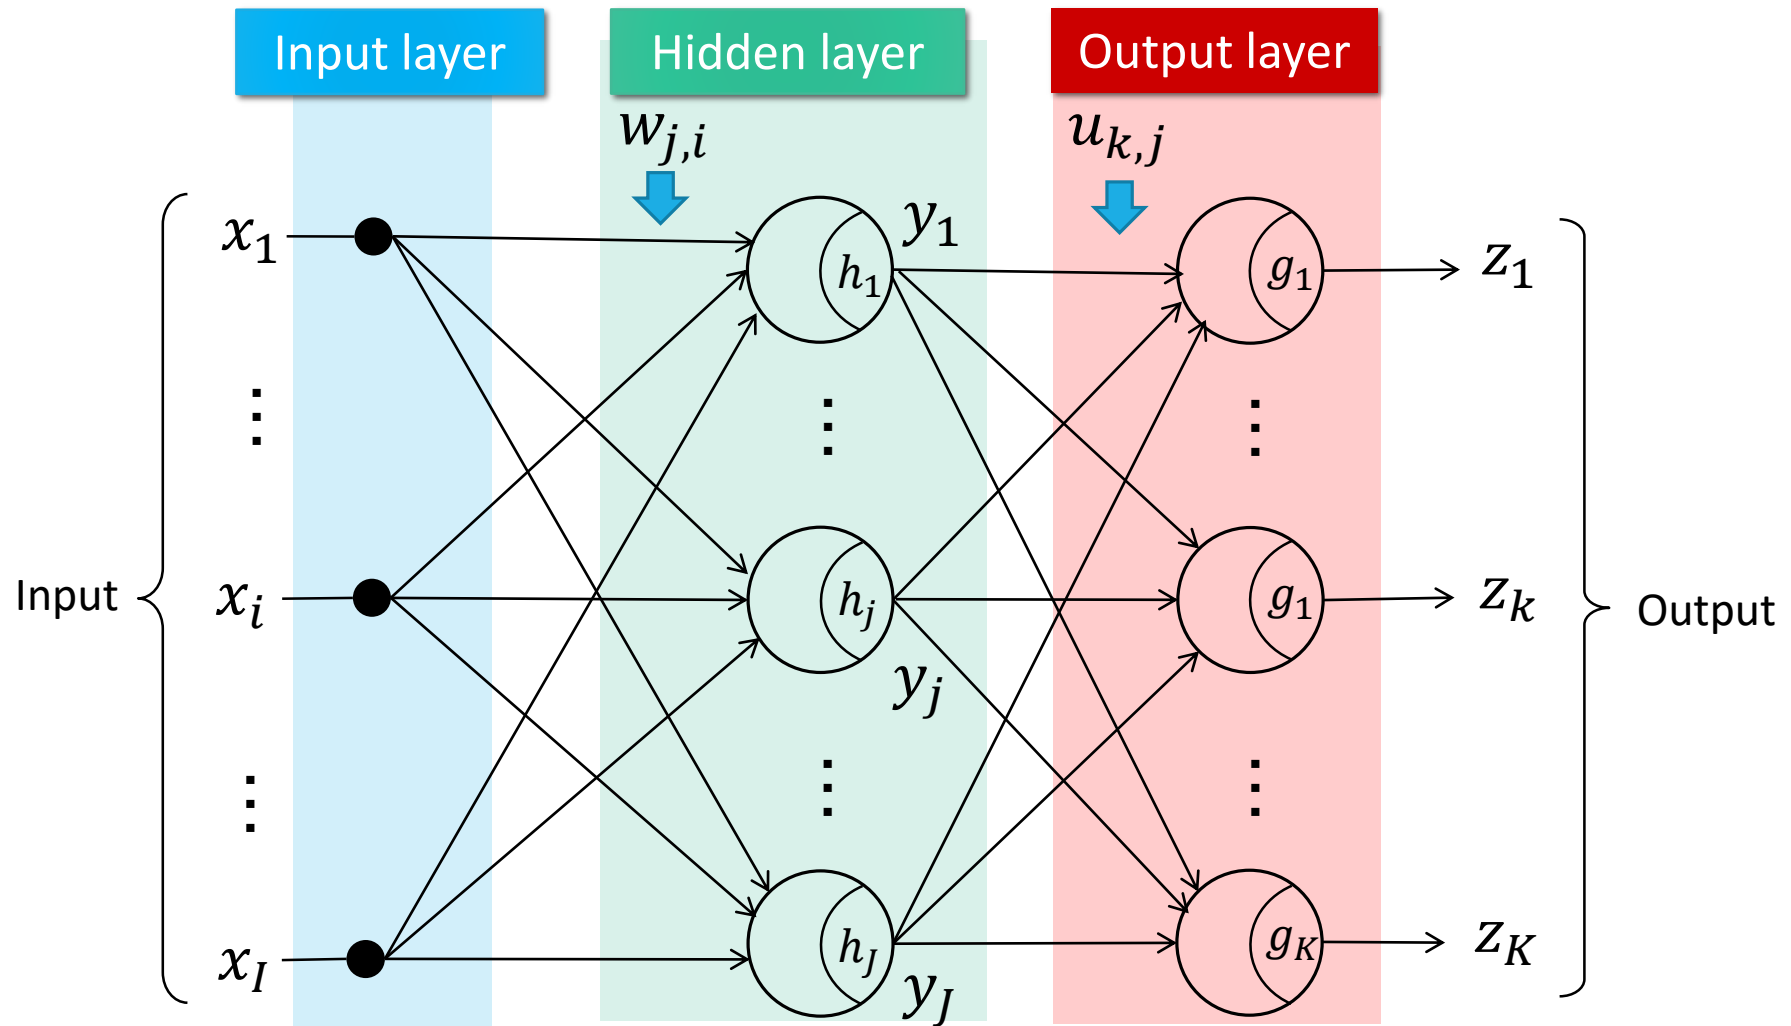 Input layer
Hidden layer
Output layer
w_{j,i}
u_{k,j}
x_1
y_1
h_1
g_1
z_1
⋮
⋮
⋮
Input
x_i
h_j
y_j
g_1
z_k
Output
⋮
⋮
⋮
x_I
h_J
y_J
g_K
z_K